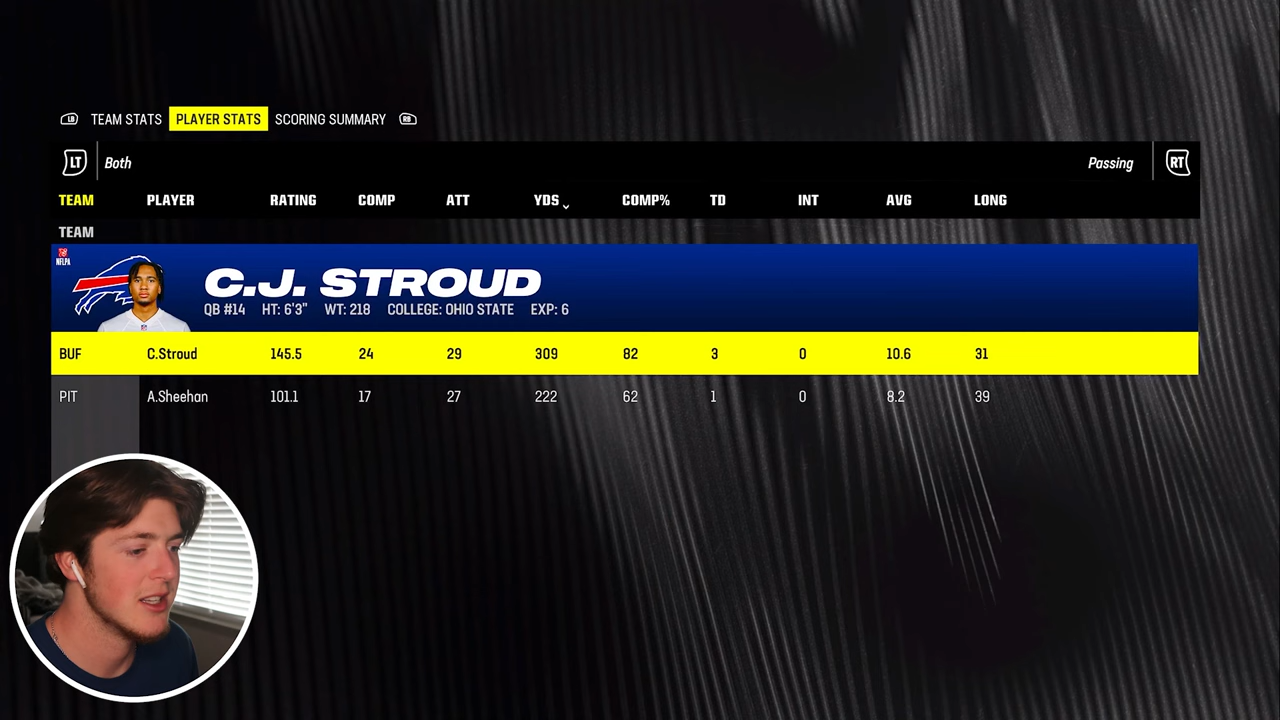 LB TEAM STATS PLAYER STATS SCORING SUMMARY RB
LT Both Passing RT
TEAM PLAYER RATING COMP ATT YDS COMP% TD INT AVG LONG
TEAM
NFLPA
C.J. STROUD
QB #14 HT: 6'3" WT: 218 COLLEGE: OHIO STATE EXP: 6
BUF C.Stroud 145.5 24 29 309 82 3 0 10.6 31
PIT A.Sheehan 101.1 17 27 222 62 1 0 8.2 39